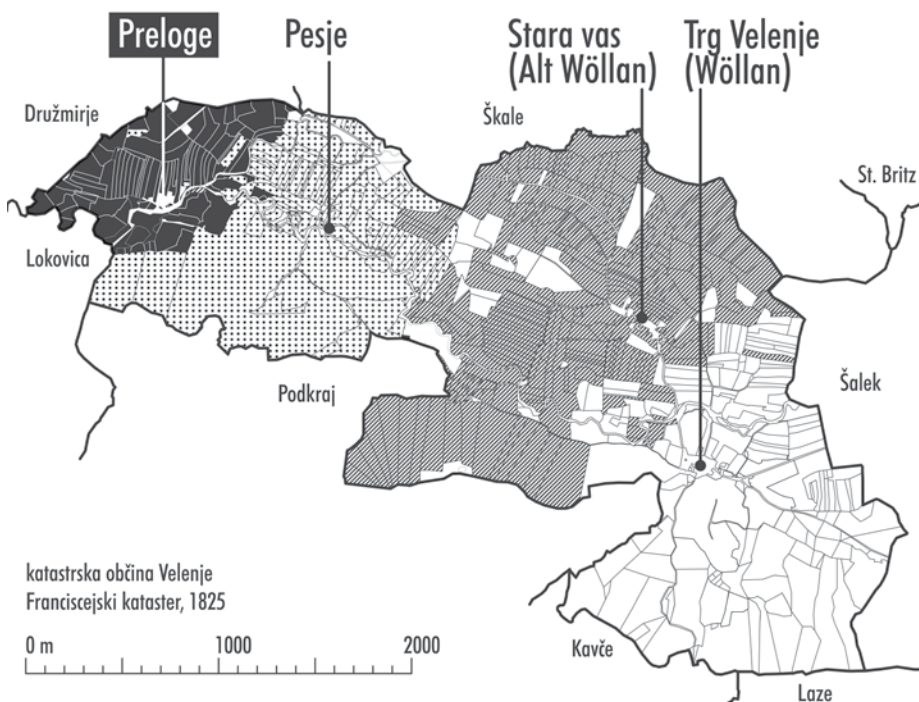 Preloge
Pesje
Stara vas
(Alt Wöllan)
Trg Velenje
(Wöllan)
Družmirje
Škale
St. Britz
Lokovica
Podkraj
Šalek
katastrska občina Velenje
Franciscejski kataster, 1825
0 m 1000 2000
Kavče
Laze